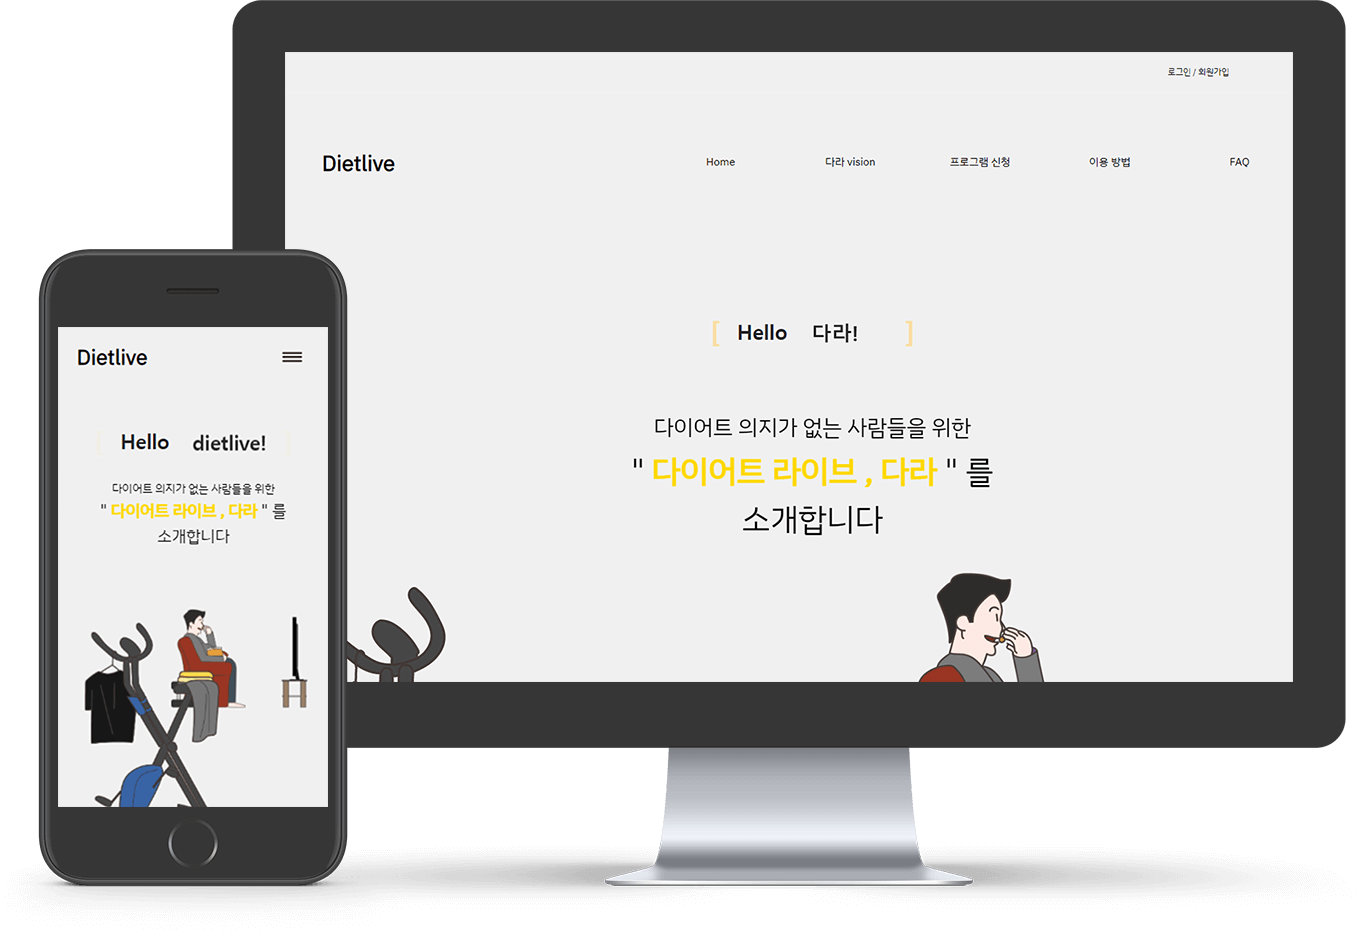 로그인 / 회원가입
Dietlive
Home
다라 vision
프로그램 신청
이용 방법
FAQ
[ Hello 다라! ]
다이어트 의지가 없는 사람들을 위한
" 다이어트 라이브 , 다라 " 를
소개합니다
Dietlive
[ Hello dietlive! ]
다이어트 의지가 없는 사람들을 위한
" 다이어트 라이브 , 다라 " 를
소개합니다